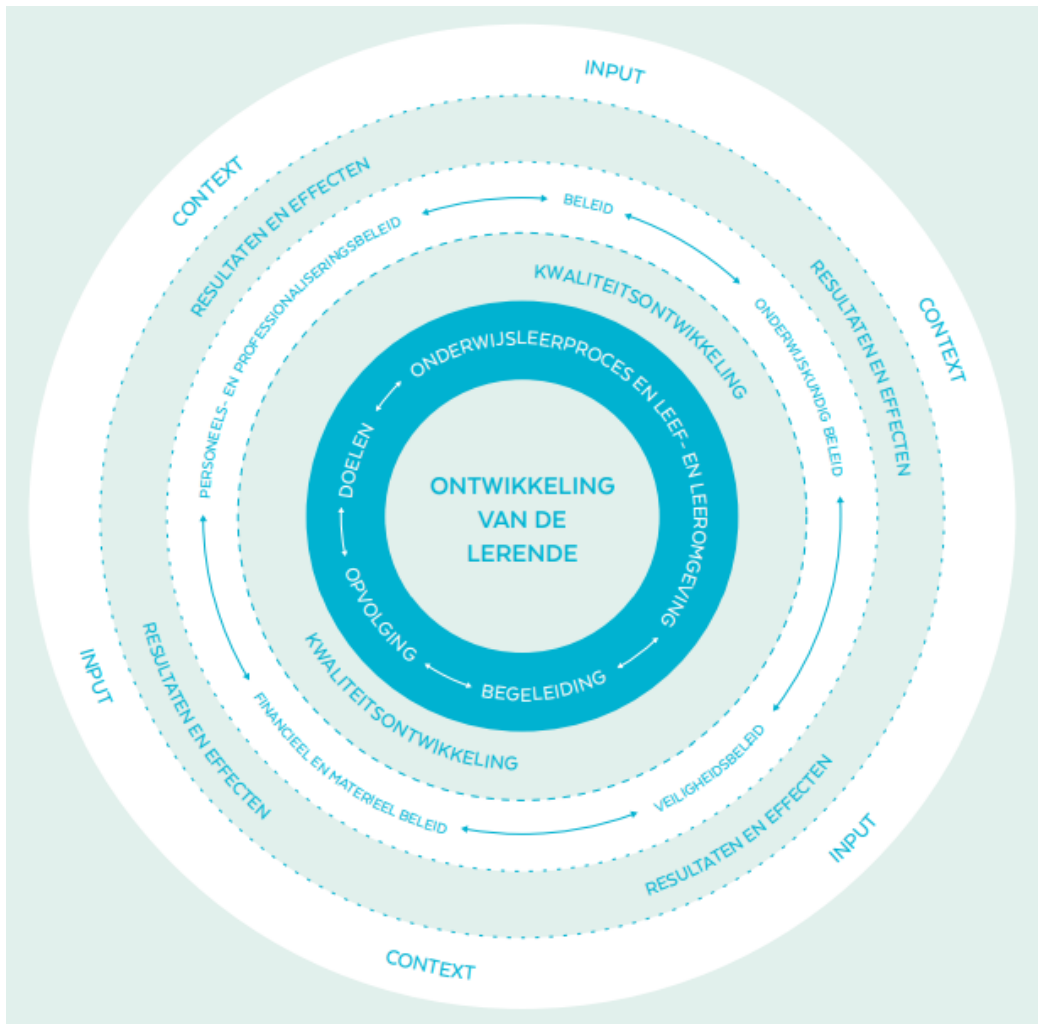 INPUT
CONTEXT
RESULTATEN EN EFFECTEN
PERSONEELS- EN PROFESSIONALISERINGSBELEID
BELEID
KWALITEITSONTWIKKELING
ONDERWIJSKUNDIG BELEID
RESULTATEN EN EFFECTEN
CONTEXT
ONDERWIJSLEERPROCES EN LEEF- EN LEEROMGEVING
DOELEN
ONTWIKKELING
VAN DE
LERENDE
OPVOLGING
BEGELEIDING
KWALITEITSONTWIKKELING
INPUT
RESULTATEN EN EFFECTEN
FINANCIEEL EN MATERIEEL BELEID
VEILIGHEIDSBELEID
RESULTATEN EN EFFECTEN
INPUT
CONTEXT